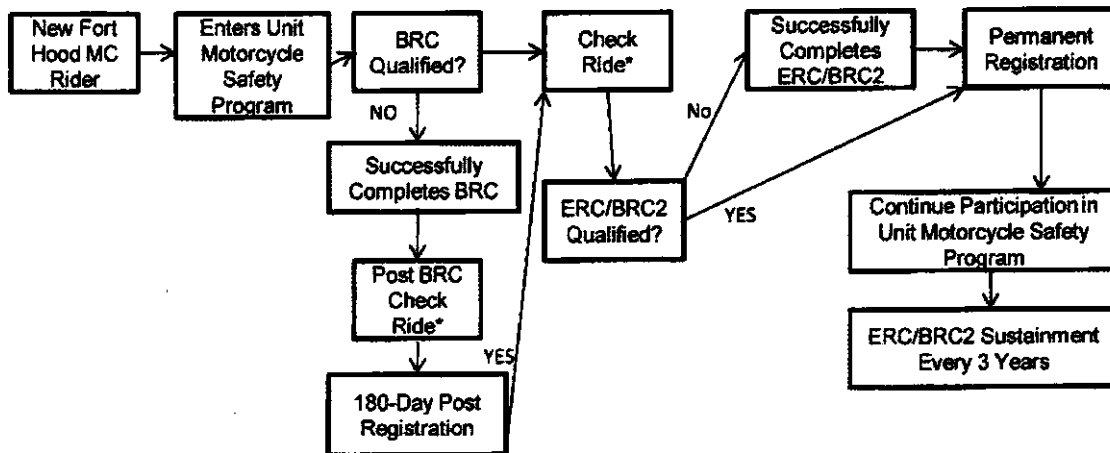 New Fort
Hood MC
Rider
Enters Unit
Motorcycle
Safety
Program
BRC
Qualified?
NO
Successfully
Completes BRC
Post BRC
Check
Ride*
180-Day Post
Registration
YES
Check
Ride*
ERC/BRC2
Qualified?
No
YES
Successfully
Completes
ERC/BRC2
Permanent
Registration
Continue Participation in
Unit Motorcycle Safety
Program
ERC/BRC2 Sustainment
Every 3 Years